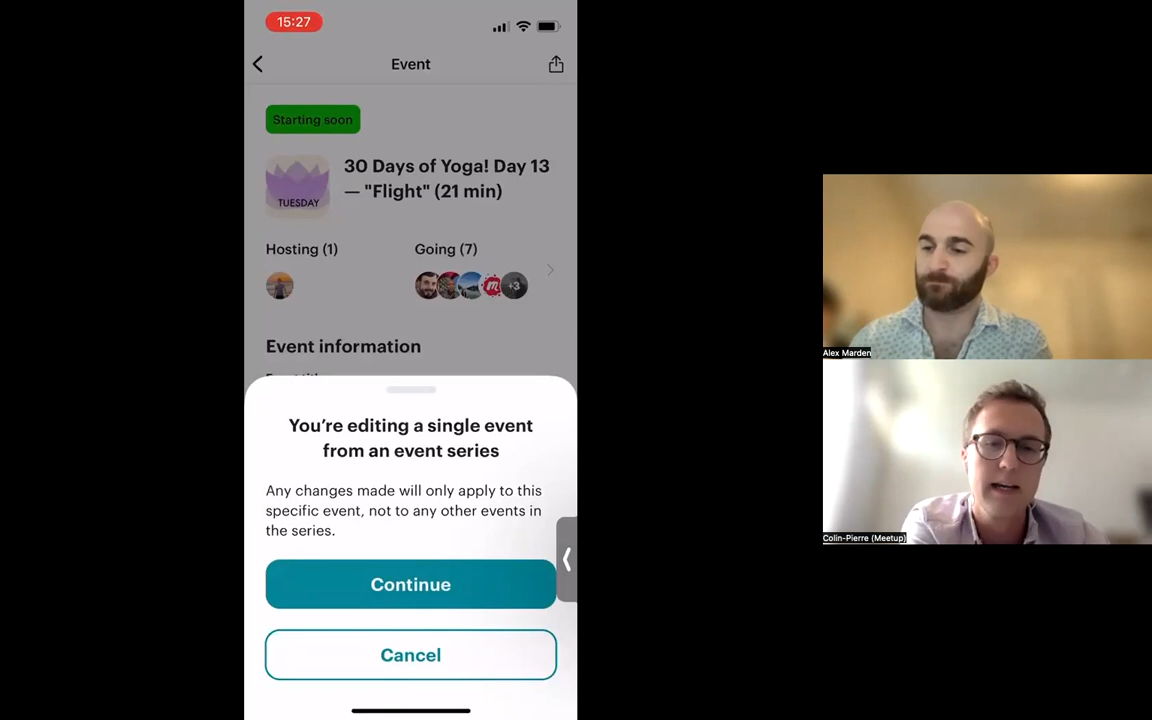 15:27
Event
Starting soon
30 Days of Yoga! Day 13
— "Flight" (21 min)
TUESDAY
Hosting (1)
Going (7)
+3
Event information
You’re editing a single event
from an event series
Any changes made will only apply to this
specific event, not to any other events in
the series.
Continue
Cancel
Alex Marden
Colin-Pierre (Meetup)